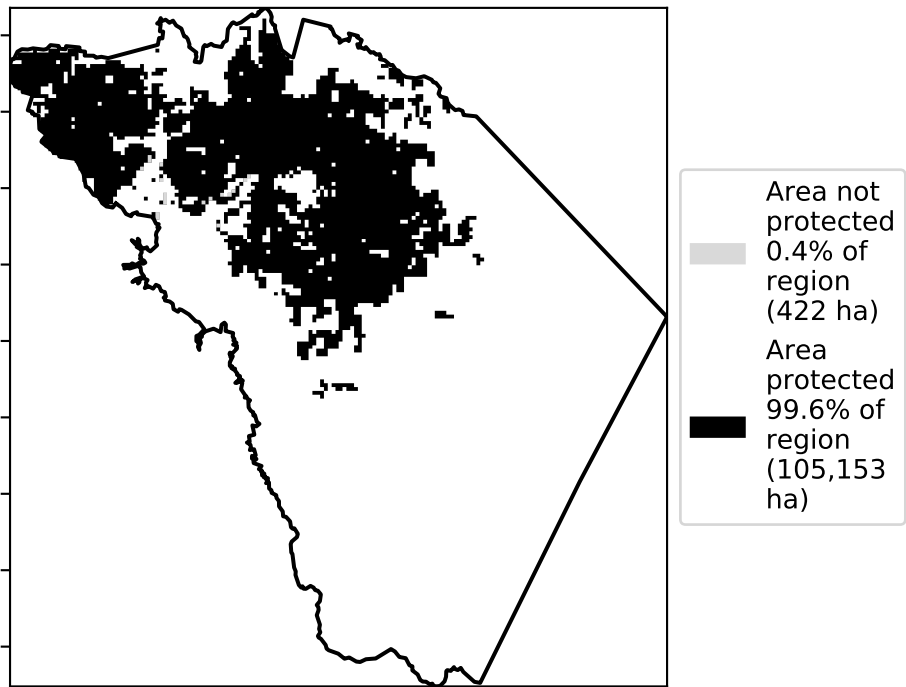 Area not
protected
0.4% of
region
(422 ha)
Area
protected
99.6% of
region
(105,153
ha)